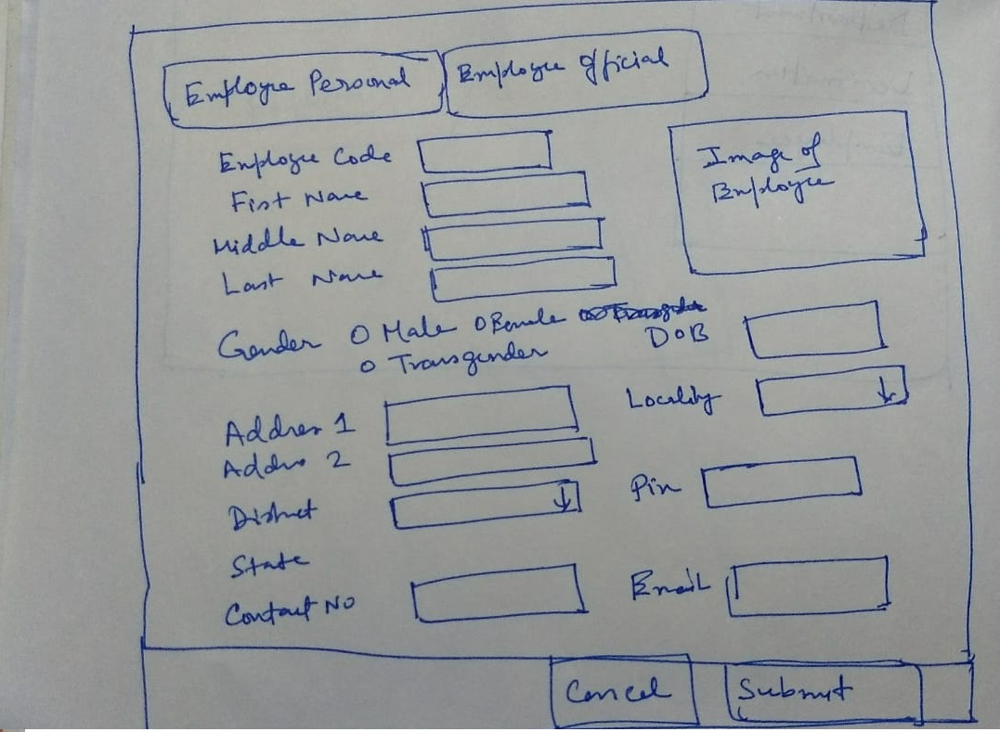 Employee Personal
Employee Official
Employee Code
First Name
Middle Name
Last Name
Image of
Employee
Gender O Male O Female
O Transgender
DOB
Address 1
Locality
Address 2
District
Pin
State
Contact No
Email
Cancel
Submit